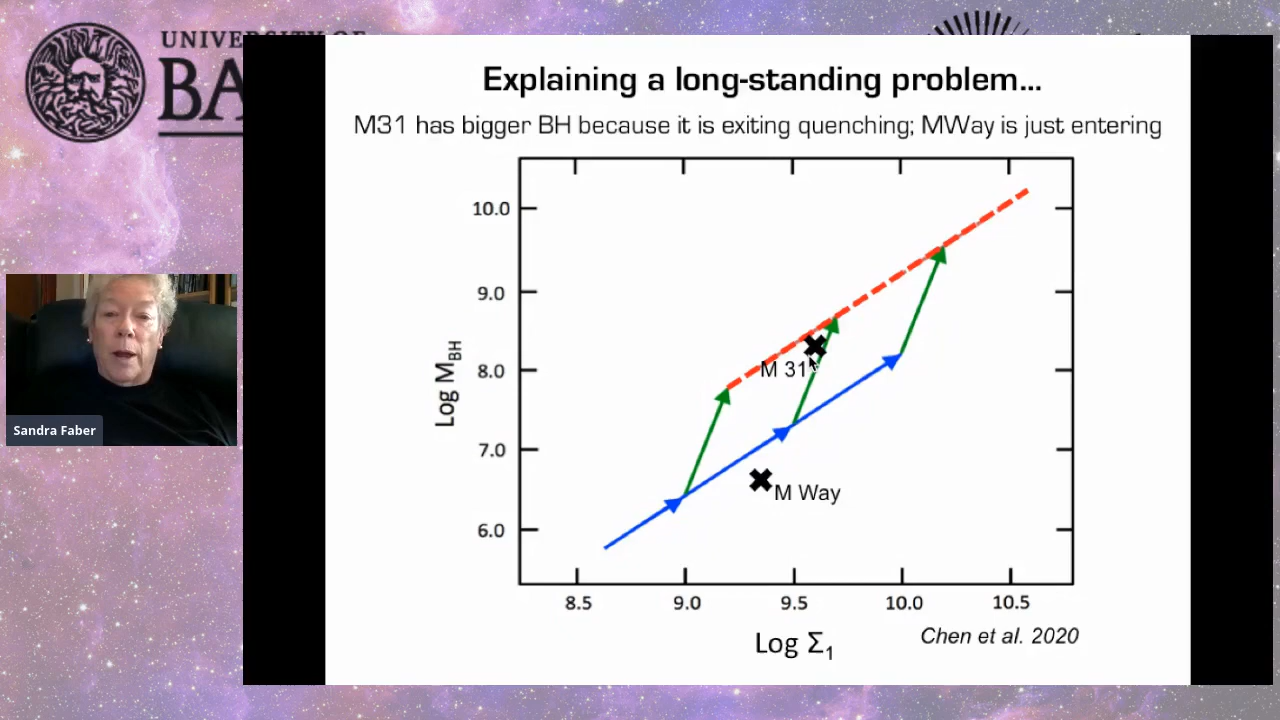 UNIVERSITY OF
BA
Explaining a long-standing problem...
M31 has bigger BH because it is exiting quenching; MWay is just entering
10.0
9.0
8.0
7.0
6.0
Log M_BH
M 31
M Way
8.5 9.0 9.5 10.0 10.5
Log Σ₁
Chen et al. 2020
Sandra Faber